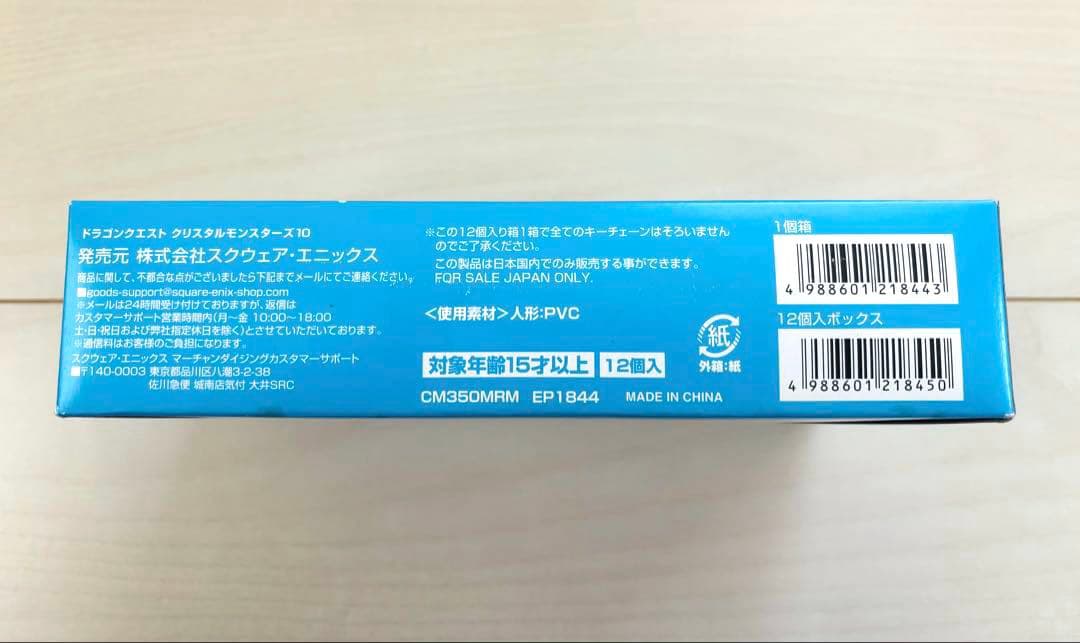 ドラゴンクエスト クリスタルモンスターズ10
発売元 株式会社スクウェア・エニックス
商品に関して、不都合な点がございましたら下記までメールにてご連絡ください。
■goods-support@square-enix-shop.com
※メールは24時間受け付けておりますが、返信は
カスタマーサポート営業時間内(月〜金 10:00〜18:00
土・日・祝日および弊社指定休日を除く)とさせていただいております。
※通信料はお客様のご負担になります。
スクウェア・エニックス マーチャンダイジングカスタマーサポート
■〒140-0003 東京都品川区八潮3-2-38
佐川急便 城南店気付 大井SRC
※この12個入り箱1箱で全てのキーチェーンはそろいません
のでご了承ください。
この製品は日本国内でのみ販売する事ができます。
FOR SALE JAPAN ONLY.
<使用素材>人形:PVC
対象年齢15才以上 12個入
CM350MRM EP1844 MADE IN CHINA
紙
外箱:紙
1個箱
4 988601 218443
12個入ボックス
4 988601 218450